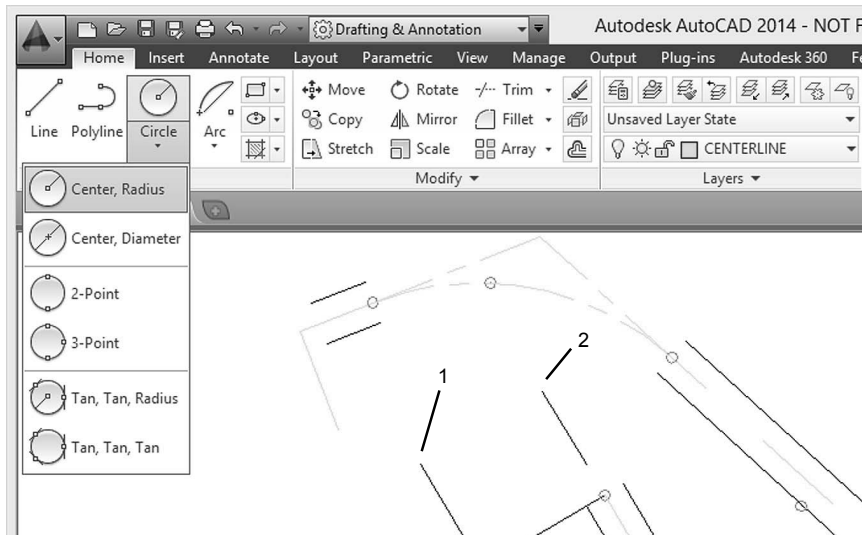 Drafting & Annotation Autodesk AutoCAD 2014 - NOT F
Home Insert Annotate Layout Parametric View Manage Output Plug-ins Autodesk 360 Fe
Move Rotate Trim
Line Polyline Circle Arc Copy Mirror Fillet Unsaved Layer State
Stretch Scale Array CENTERLINE
Modify Layers
Center, Radius
Center, Diameter
2-Point
3-Point
Tan, Tan, Radius
Tan, Tan, Tan
2
1